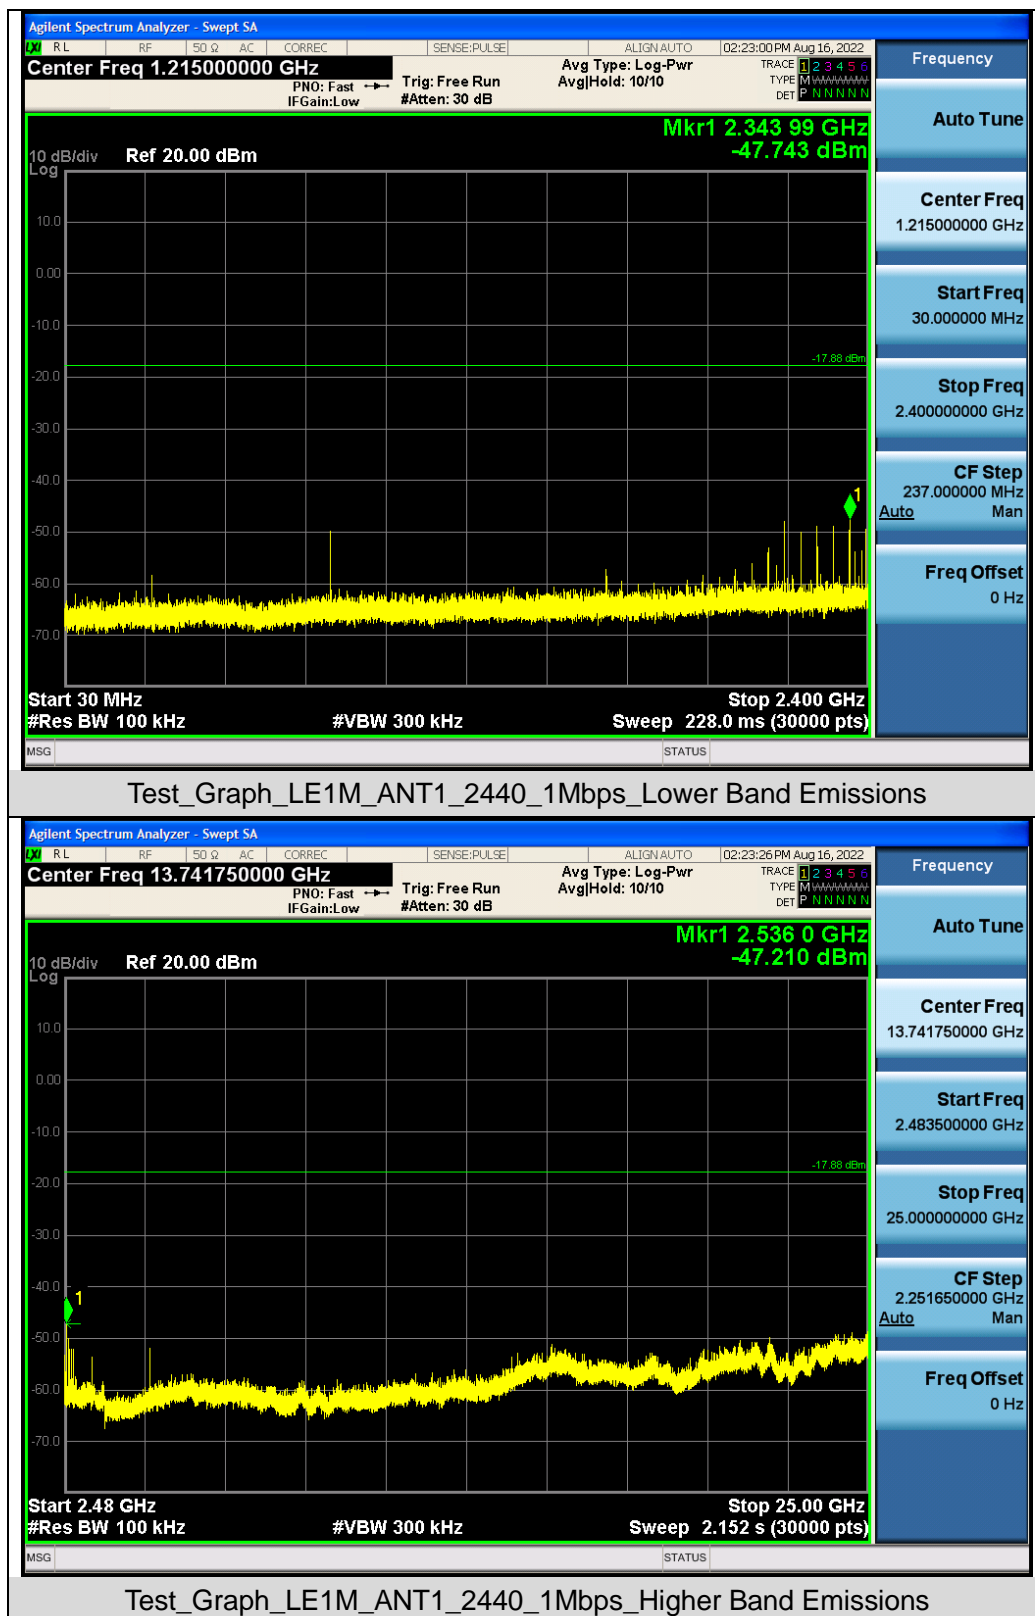 Agilent Spectrum Analyzer - Swept SA
LXI RL RF 50 Ω AC CORREC SENSE:PULSE ALIGN AUTO 02:23:00 PM Aug 16, 2022
Center Freq 1.215000000 GHz
PNO: Fast
IFGain:Low
Trig: Free Run
#Atten: 30 dB
Avg Type: Log-Pwr
Avg|Hold: 10/10
TRACE 1 2 3 4 5 6
TYPE M
DET P N N N N N
Mkr1 2.343 99 GHz
-47.743 dBm
10 dB/div
Log
Ref 20.00 dBm
10.0
0.00
-10.0
-17.88 dBm
-20.0
-30.0
-40.0
1
-50.0
-60.0
-70.0
Start 30 MHz
Stop 2.400 GHz
#Res BW 100 kHz
#VBW 300 kHz
Sweep 228.0 ms (30000 pts)
MSG
STATUS
Frequency
Auto Tune
Center Freq
1.215000000 GHz
Start Freq
30.000000 MHz
Stop Freq
2.400000000 GHz
CF Step
237.000000 MHz
Auto Man
Freq Offset
0 Hz
Test_Graph_LE1M_ANT1_2440_1Mbps_Lower Band Emissions
Agilent Spectrum Analyzer - Swept SA
LXI RL RF 50 Ω AC CORREC SENSE:PULSE ALIGN AUTO 02:23:26 PM Aug 16, 2022
Center Freq 13.741750000 GHz
PNO: Fast
IFGain:Low
Trig: Free Run
#Atten: 30 dB
Avg Type: Log-Pwr
Avg|Hold: 10/10
TRACE 1 2 3 4 5 6
TYPE M
DET P N N N N N
Mkr1 2.536 0 GHz
-47.210 dBm
10 dB/div
Log
Ref 20.00 dBm
10.0
0.00
-10.0
-17.88 dBm
-20.0
-30.0
-40.0
1
-50.0
-60.0
-70.0
Start 2.48 GHz
Stop 25.00 GHz
#Res BW 100 kHz
#VBW 300 kHz
Sweep 2.152 s (30000 pts)
MSG
STATUS
Frequency
Auto Tune
Center Freq
13.741750000 GHz
Start Freq
2.483500000 GHz
Stop Freq
25.000000000 GHz
CF Step
2.251650000 GHz
Auto Man
Freq Offset
0 Hz
Test_Graph_LE1M_ANT1_2440_1Mbps_Higher Band Emissions